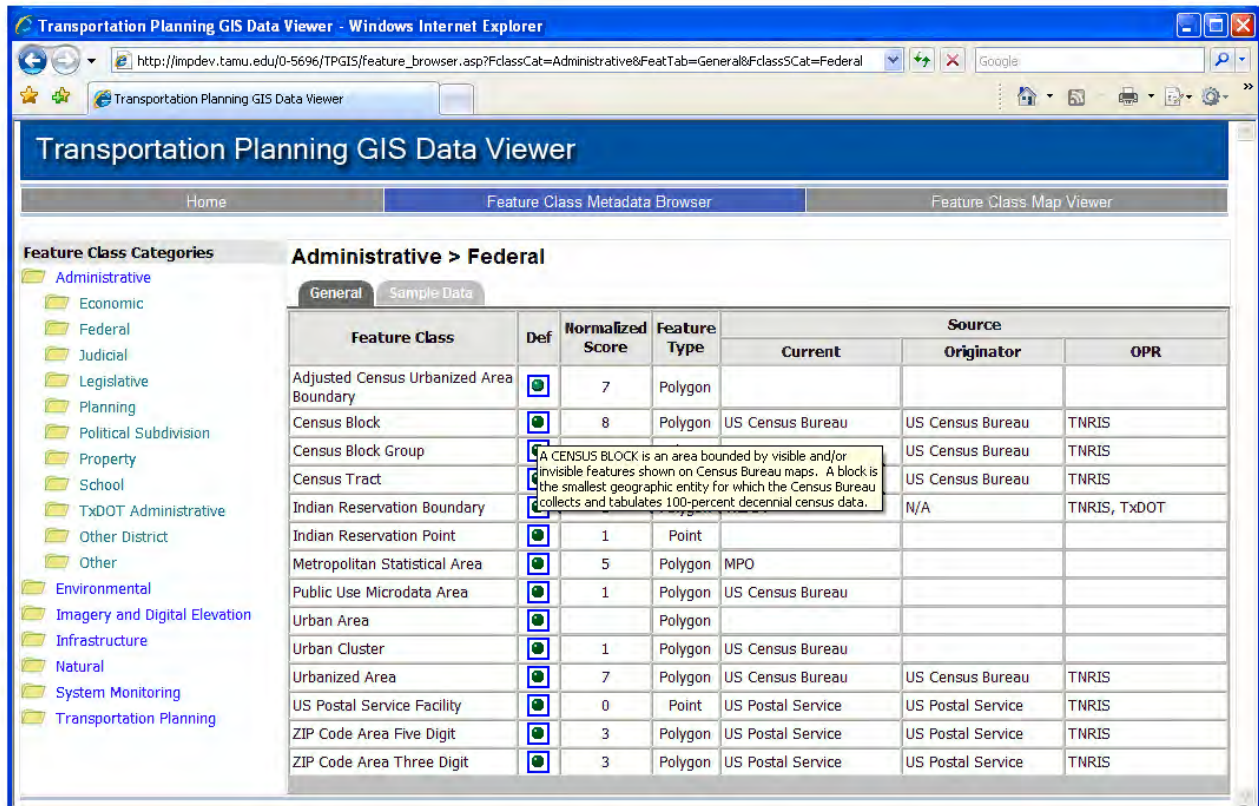 Transportation Planning GIS Data Viewer - Windows Internet Explorer
http://impdev.tamu.edu/0-5696/TPGIS/feature_browser.asp?FclassCat=Administrative&FeatTab=General&FclassSCat=Federal
Google
Transportation Planning GIS Data Viewer
Transportation Planning GIS Data Viewer
Home Feature Class Metadata Browser Feature Class Map Viewer
Feature Class Categories
Administrative
Economic
Federal
Judicial
Legislative
Planning
Political Subdivision
Property
School
TxDOT Administrative
Other District
Other
Environmental
Imagery and Digital Elevation
Infrastructure
Natural
System Monitoring
Transportation Planning
Administrative > Federal
General Sample Data
Feature Class Def Normalized Score Feature Type Source
Current Originator OPR
Adjusted Census Urbanized Area Boundary 7 Polygon
Census Block 8 Polygon US Census Bureau US Census Bureau TNRIS
Census Block Group US Census Bureau TNRIS
Census Tract US Census Bureau TNRIS
A CENSUS BLOCK is an area bounded by visible and/or
invisible features shown on Census Bureau maps. A block is
the smallest geographic entity for which the Census Bureau
collects and tabulates 100-percent decennial census data.
Indian Reservation Boundary N/A TNRIS, TxDOT
Indian Reservation Point 1 Point
Metropolitan Statistical Area 5 Polygon MPO
Public Use Microdata Area 1 Polygon US Census Bureau
Urban Area Polygon
Urban Cluster 1 Polygon US Census Bureau
Urbanized Area 7 Polygon US Census Bureau US Census Bureau TNRIS
US Postal Service Facility 0 Point US Postal Service US Postal Service TNRIS
ZIP Code Area Five Digit 3 Polygon US Postal Service US Postal Service TNRIS
ZIP Code Area Three Digit 3 Polygon US Postal Service US Postal Service TNRIS